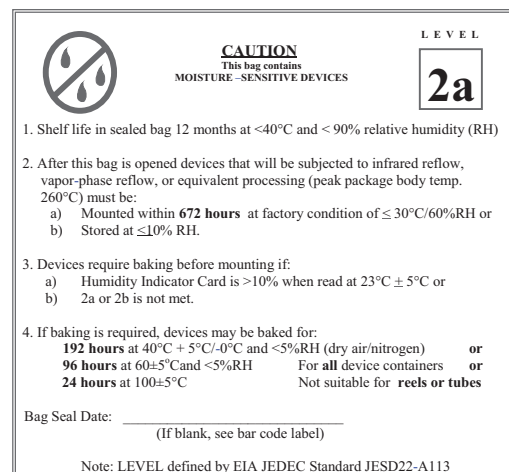 LEVEL
CAUTION
This bag contains
MOISTURE –SENSITIVE DEVICES
2a
1. Shelf life in sealed bag 12 months at <40°C and < 90% relative humidity (RH)
2. After this bag is opened devices that will be subjected to infrared reflow,
vapor-phase reflow, or equivalent processing (peak package body temp.
260°C) must be:
a) Mounted within 672 hours at factory condition of ≤ 30°C/60%RH or
b) Stored at ≤10% RH.
3. Devices require baking before mounting if:
a) Humidity Indicator Card is >10% when read at 23°C ± 5°C or
b) 2a or 2b is not met.
4. If baking is required, devices may be baked for:
192 hours at 40°C + 5°C/-0°C and <5%RH (dry air/nitrogen) or
96 hours at 60±5°Cand <5%RH For all device containers or
24 hours at 100±5°C Not suitable for reels or tubes
Bag Seal Date: ______________________________
(If blank, see bar code label)
Note: LEVEL defined by EIA JEDEC Standard JESD22-A113